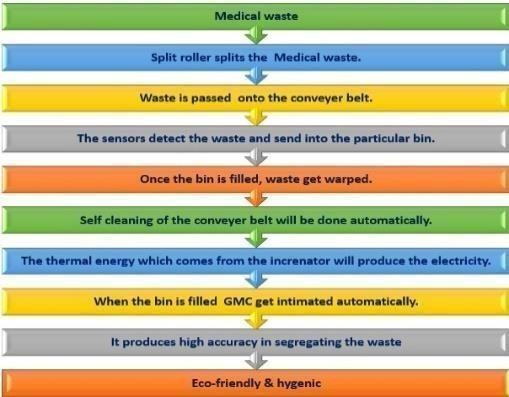 Medical waste
Split roller splits the Medical waste.
Waste is passed onto the conveyer belt.
The sensors detect the waste and send into the particular bin.
Once the bin is filled, waste get warped.
Self cleaning of the conveyer belt will be done automatically.
The thermal energy which comes from the increnator will produce the electricity.
When the bin is filled GMC get intimated automatically.
It produces high accuracy in segregating the waste
Eco-friendly & hygenic